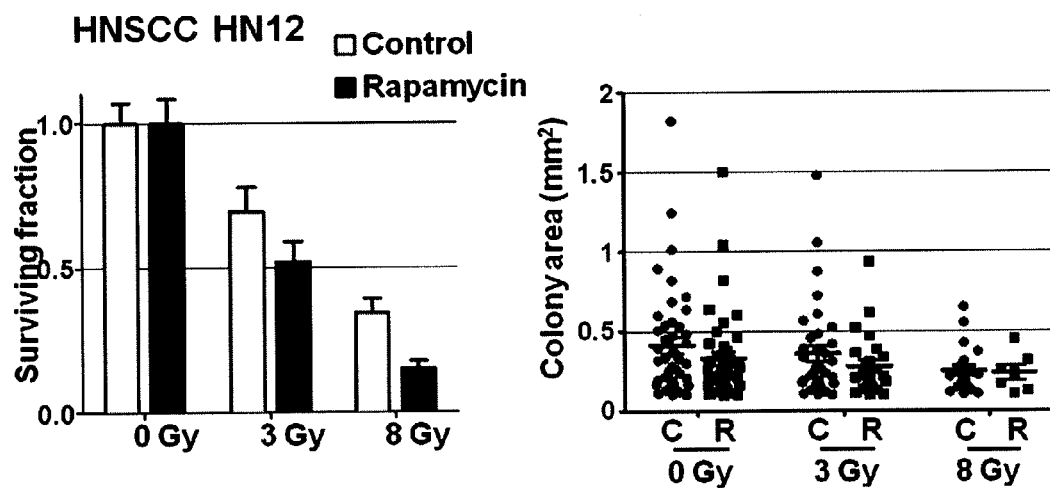 HNSCC HN12
Control
Rapamycin
Surviving fraction
1.0
0.5
0.0
0 Gy
3 Gy
8 Gy
Colony area (mm²)
2
1.5
1
0.5
0
C R C R C R
0 Gy 3 Gy 8 Gy